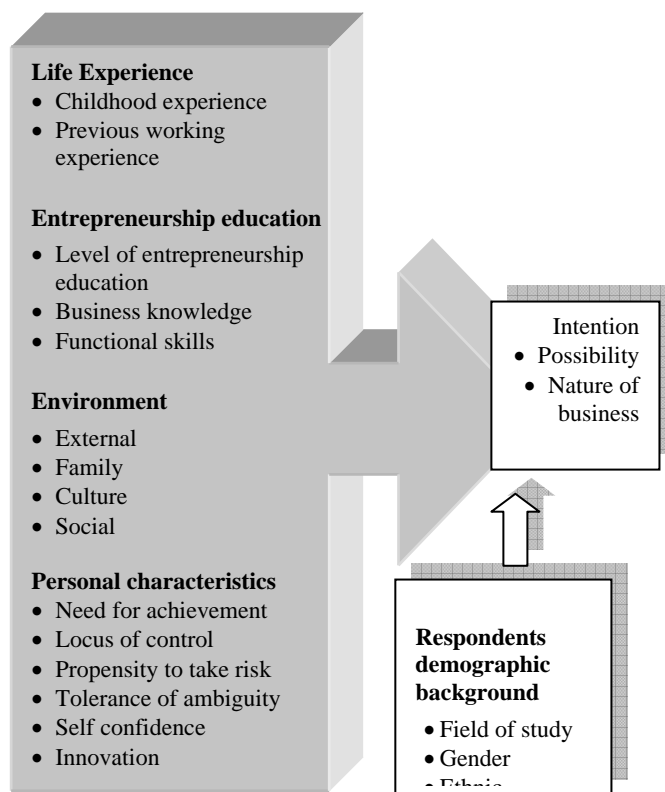 Life Experience
• Childhood experience
• Previous working
experience
Entrepreneurship education
• Level of entrepreneurship
education
• Business knowledge
• Functional skills
Environment
• External
• Family
• Culture
• Social
Personal characteristics
• Need for achievement
• Locus of control
• Propensity to take risk
• Tolerance of ambiguity
• Self confidence
• Innovation
Intention
• Possibility
• Nature of
business
Respondents
demographic
background
• Field of study
• Gender
• Ethnic